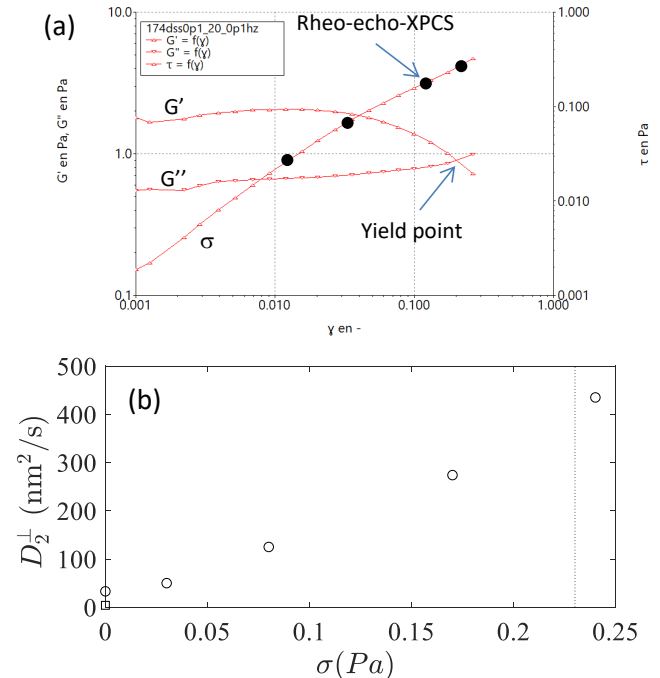 (a)
Rheo-echo-XPCS
174dss0p1_20_0p1hz
G' = f(ɣ)
G" = f(ɣ)
τ = f(ɣ)
G' en Pa, G" en Pa
10.0
1.0
0.1
τ en Pa
1.000
0.100
0.010
0.001
G’
G’’
σ
Yield point
0.001
0.010
0.100
1.000
ɣ en -
(b)
D₂^⊥ (nm²/s)
500
400
300
200
100
0
0
0.05
0.1
0.15
0.2
0.25
σ(Pa)